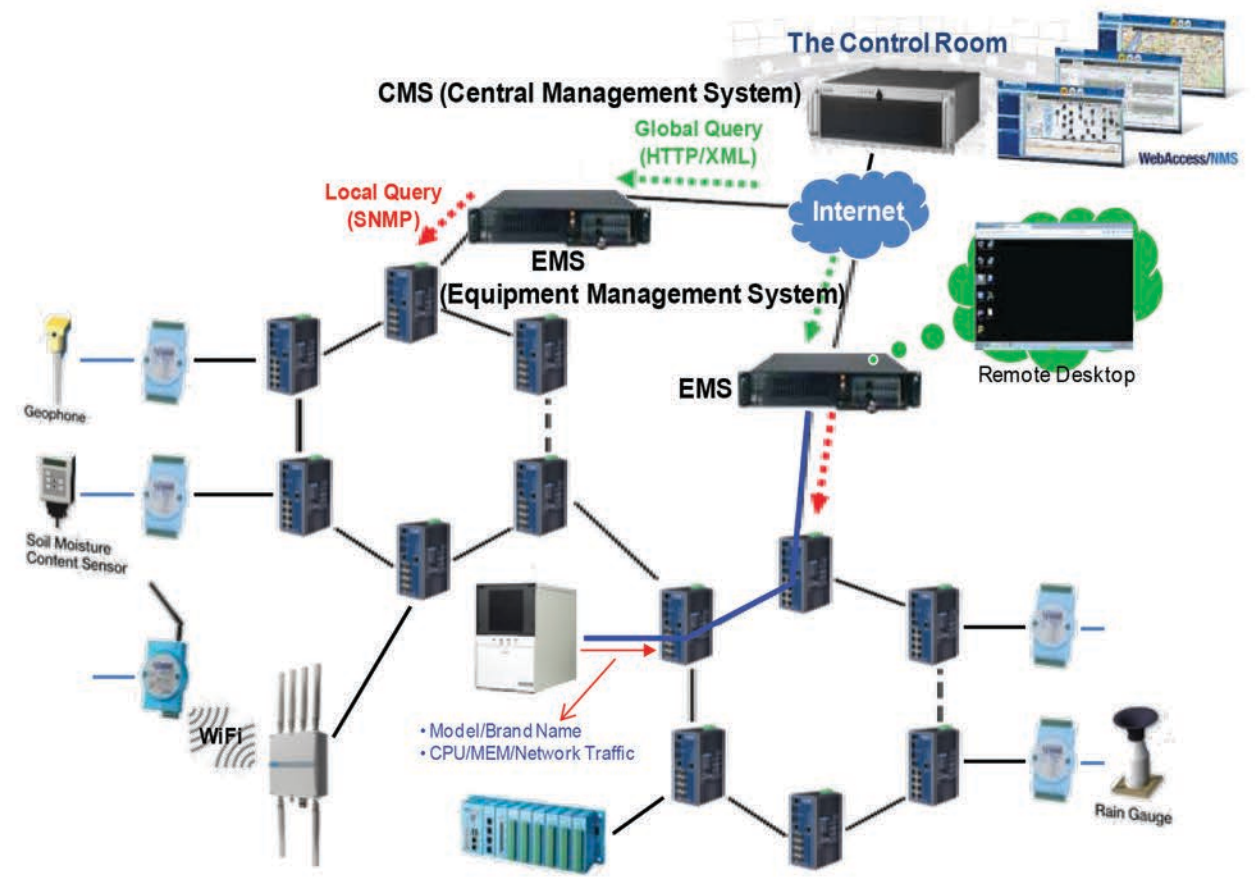 The Control Room
CMS (Central Management System)
WebAccess/NMS
Global Query
(HTTP/XML)
Local Query
(SNMP)
Internet
EMS
(Equipment Management System)
Remote Desktop
EMS
Geophone
Soil Moisture
Content Sensor
WiFi
• Model/Brand Name
• CPU/MEM/Network Traffic
Rain Gauge